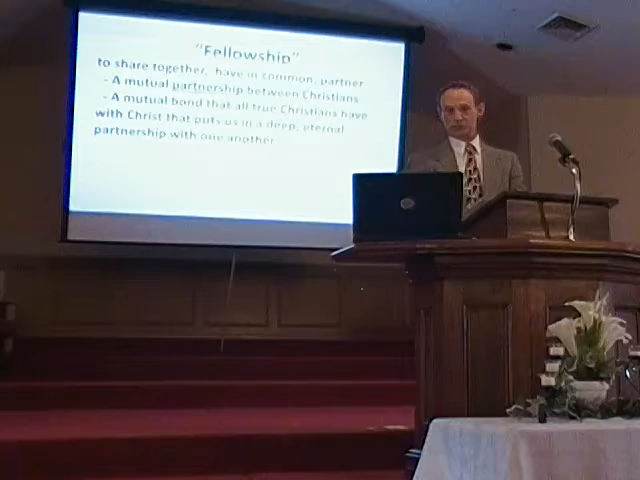 "Fellowship"
to share together, have in common, partner
- A mutual partnership between Christians
- A mutual bond that all true Christians have
with Christ that puts us in a deep, eternal
partnership with one another